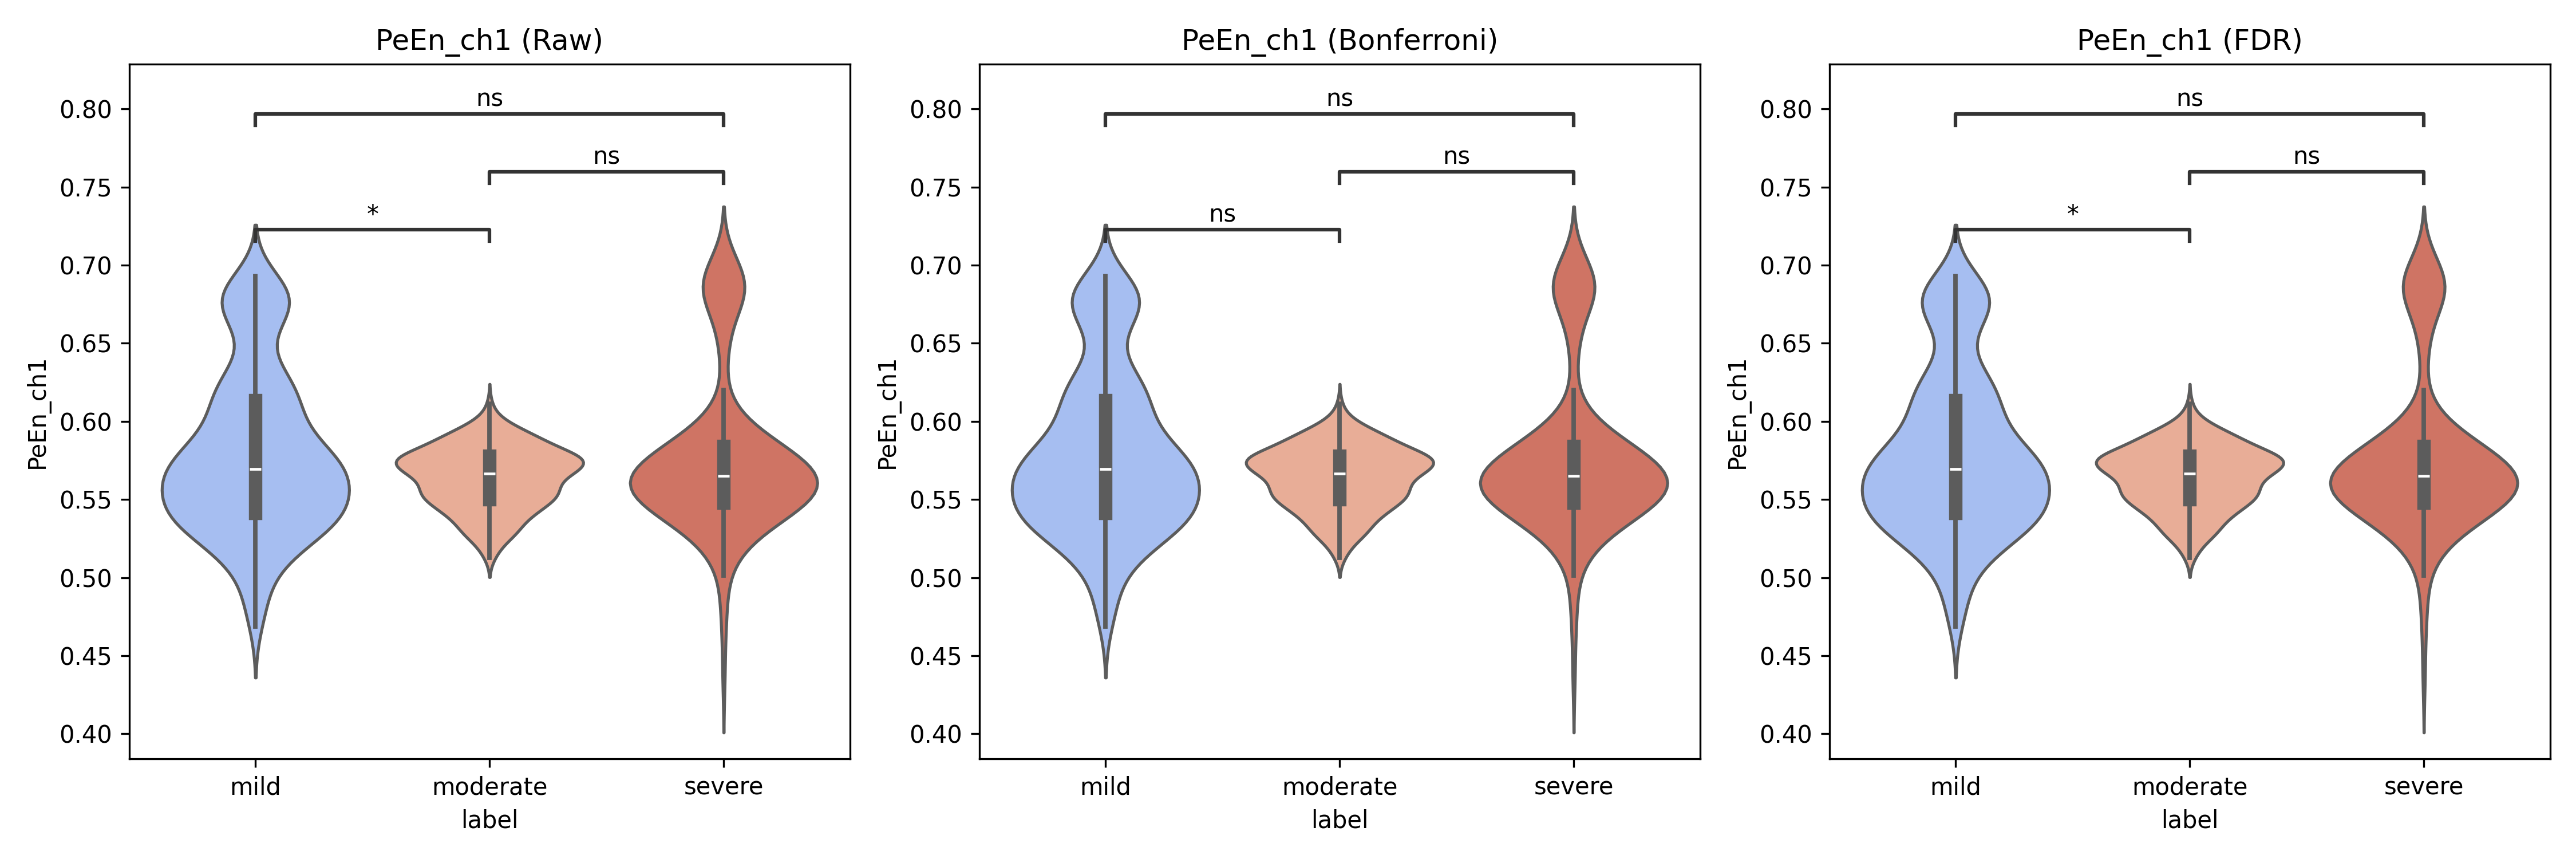 PeEn_ch1 (Raw)
PeEn_ch1
0.80
0.75
0.70
0.65
0.60
0.55
0.50
0.45
0.40
ns
ns
*
mild
moderate
severe
label
PeEn_ch1 (Bonferroni)
PeEn_ch1
0.80
0.75
0.70
0.65
0.60
0.55
0.50
0.45
0.40
ns
ns
ns
mild
moderate
severe
label
PeEn_ch1 (FDR)
PeEn_ch1
0.80
0.75
0.70
0.65
0.60
0.55
0.50
0.45
0.40
ns
ns
*
mild
moderate
severe
label